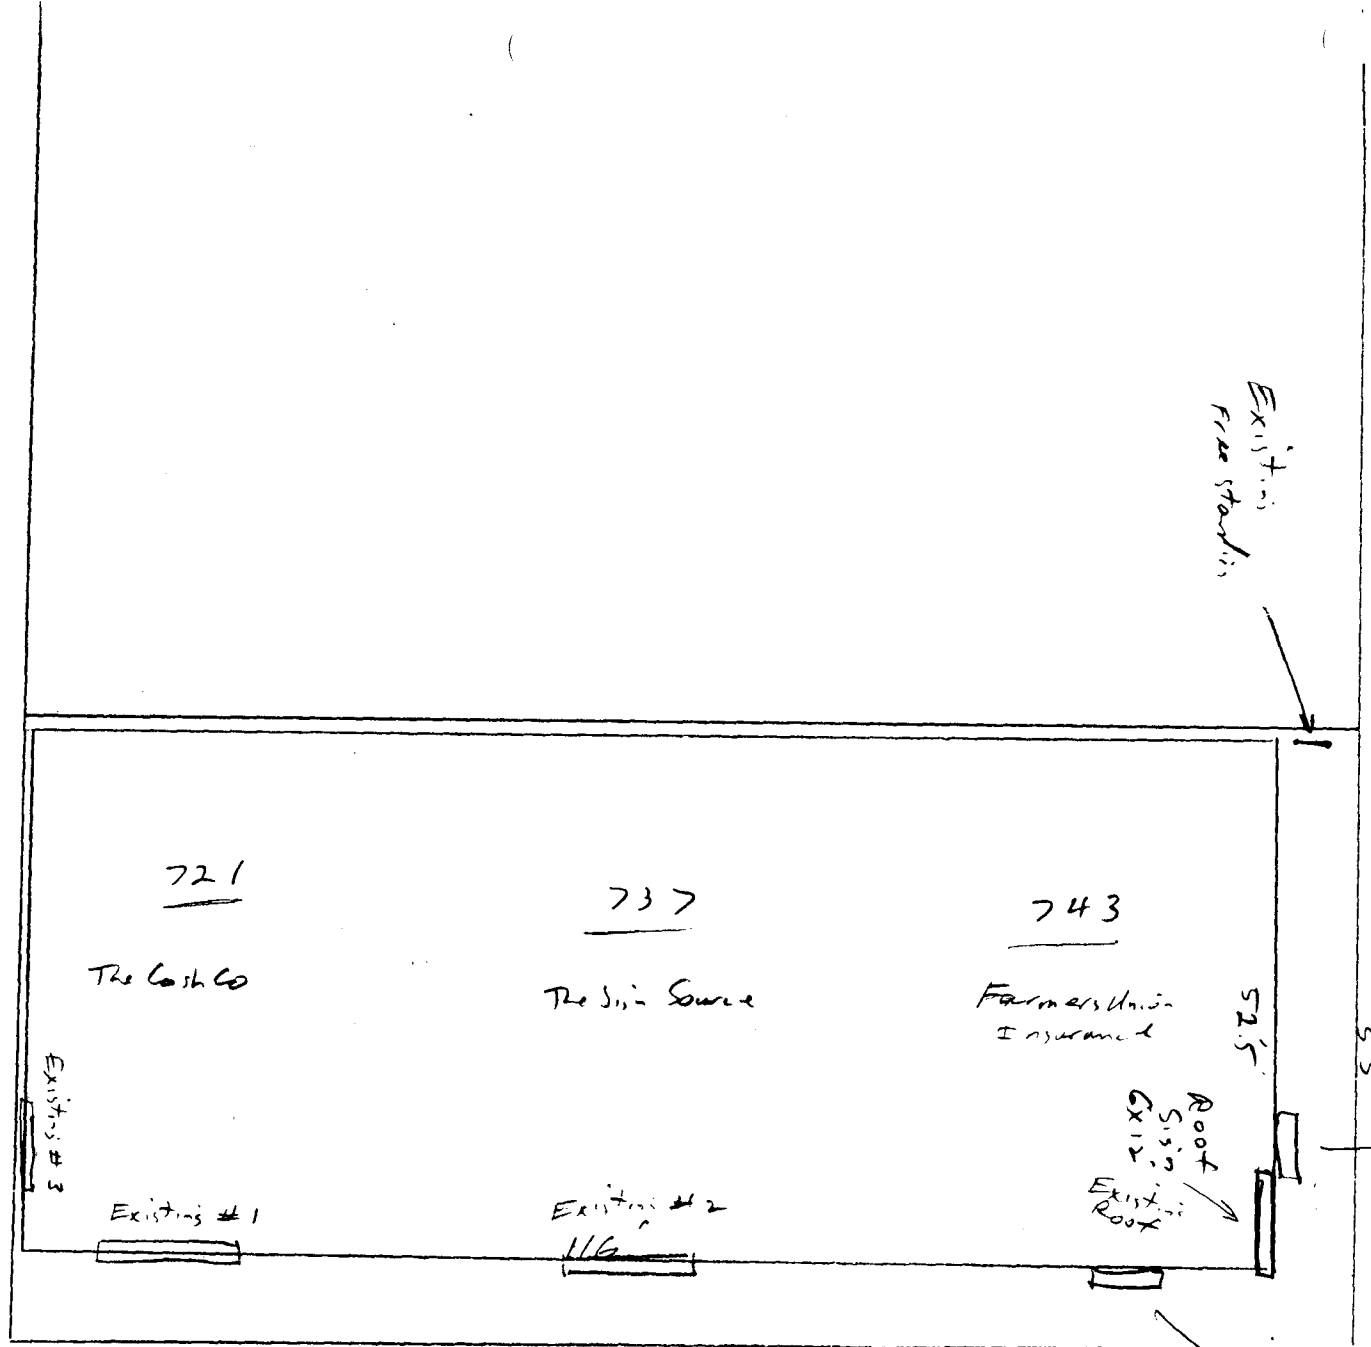 Existing
Free standing
721
The Cash Co
737
The Sign Source
743
Farmers Union
Insurance
52.5'
Roof
Sign
6x12
Existing
Roof
Existing # 3
Existing # 1
Existing # 2
116